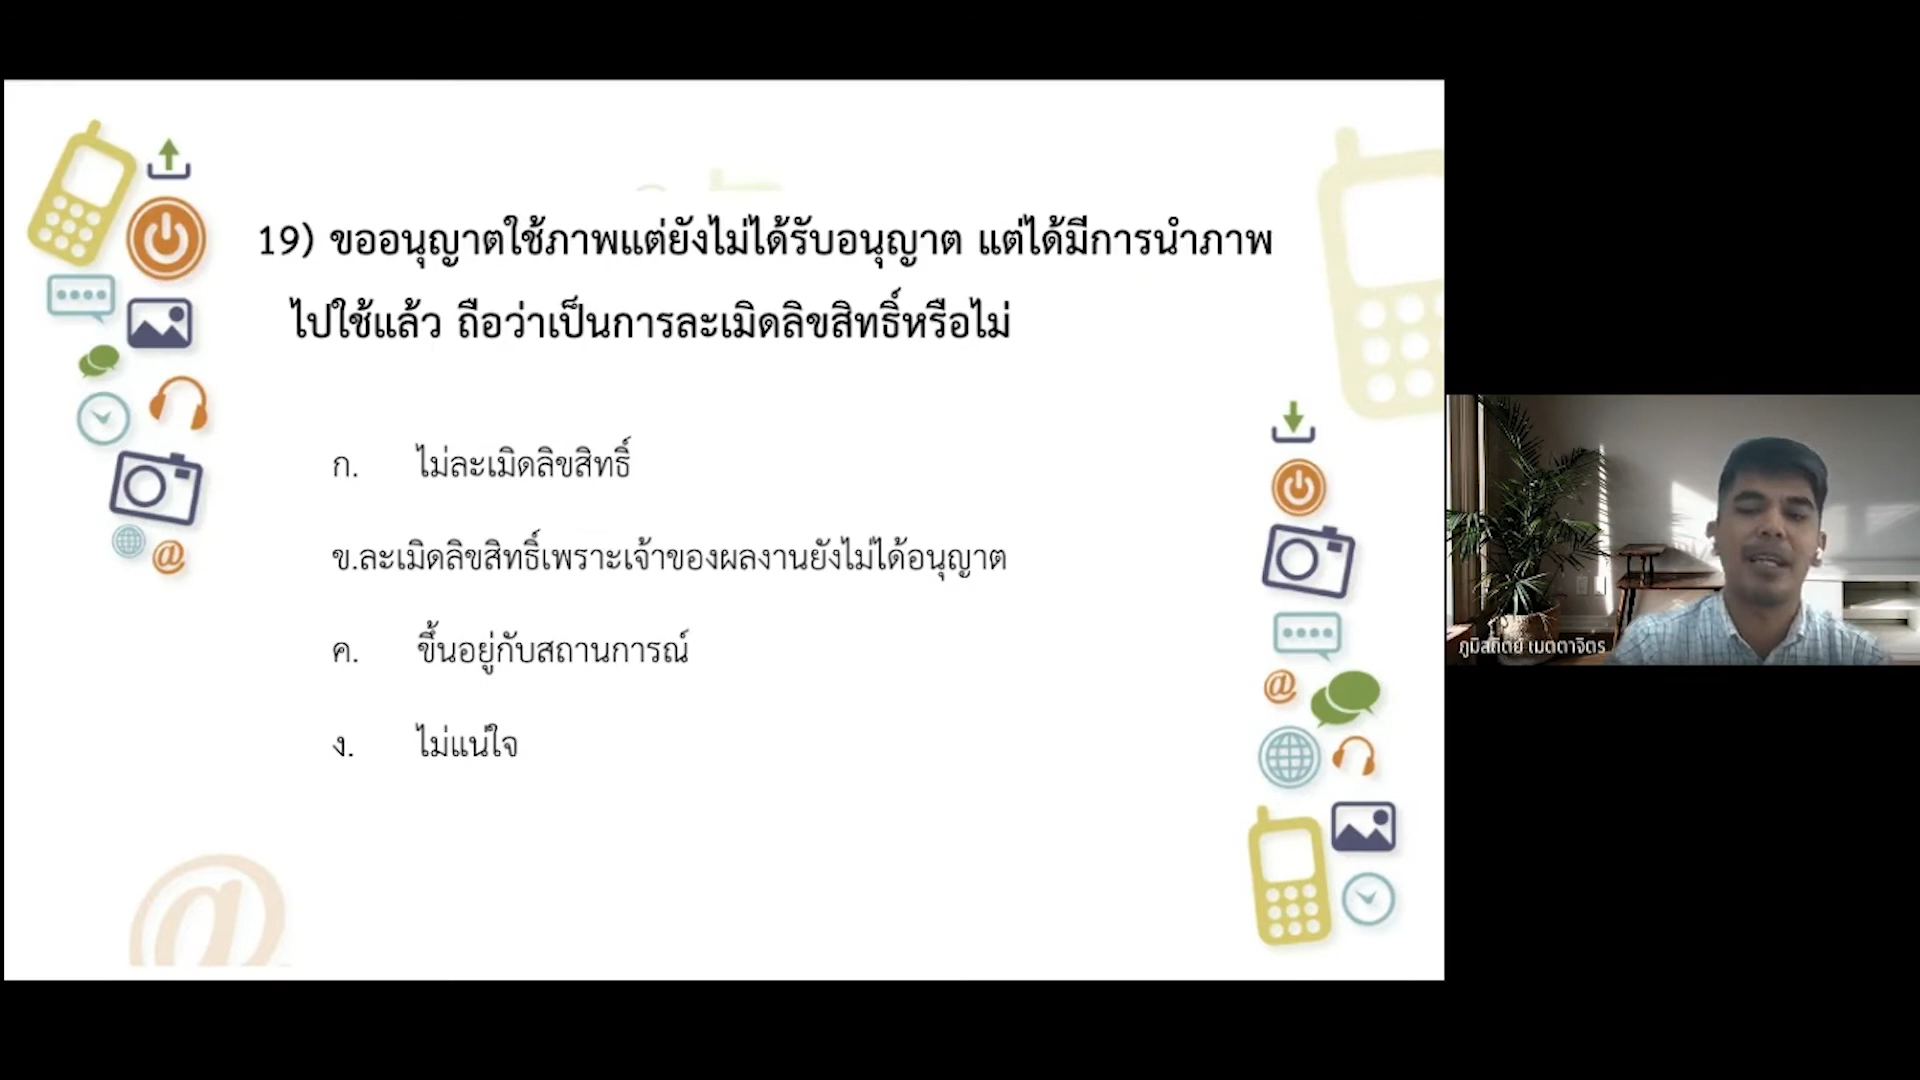 19) ขออนุญาตใช้ภาพแต่ยังไม่ได้รับอนุญาต แต่ได้มีการนำภาพ
ไปใช้แล้ว ถือว่าเป็นการละเมิดลิขสิทธิ์หรือไม่
ก. ไม่ละเมิดลิขสิทธิ์
ข.ละเมิดลิขสิทธิ์เพราะเจ้าของผลงานยังไม่ได้อนุญาต
ค. ขึ้นอยู่กับสถานการณ์
ง. ไม่แน่ใจ
ภูมิสถิตย์ เมตตาจิตร